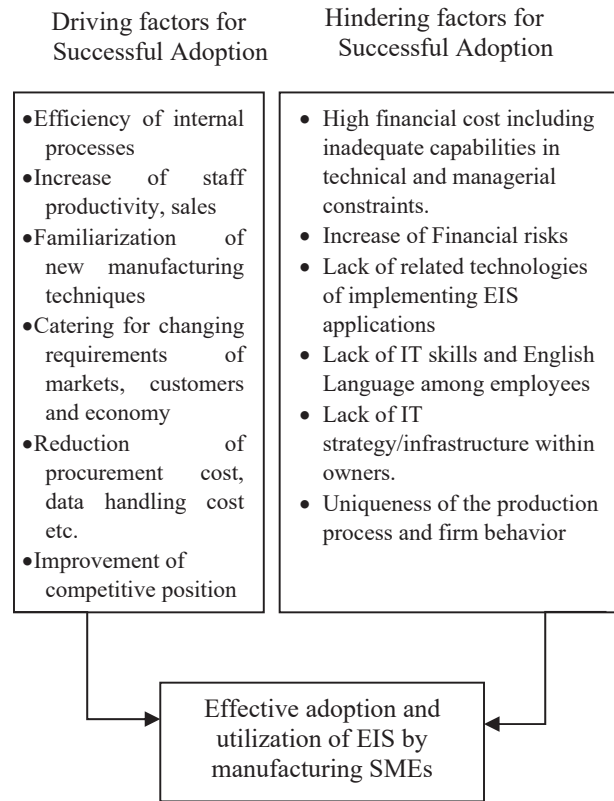 Driving factors for
Successful Adoption
•Efficiency of internal
processes
•Increase of staff
productivity, sales
•Familiarization of
new manufacturing
techniques
•Catering for changing
requirements of
markets, customers
and economy
•Reduction of
procurement cost,
data handling cost
etc.
•Improvement of
competitive position
Hindering factors for
Successful Adoption
• High financial cost including
inadequate capabilities in
technical and managerial
constraints.
• Increase of Financial risks
• Lack of related technologies
of implementing EIS
applications
• Lack of IT skills and English
Language among employees
• Lack of IT
strategy/infrastructure within
owners.
• Uniqueness of the production
process and firm behavior
Effective adoption and
utilization of EIS by
manufacturing SMEs